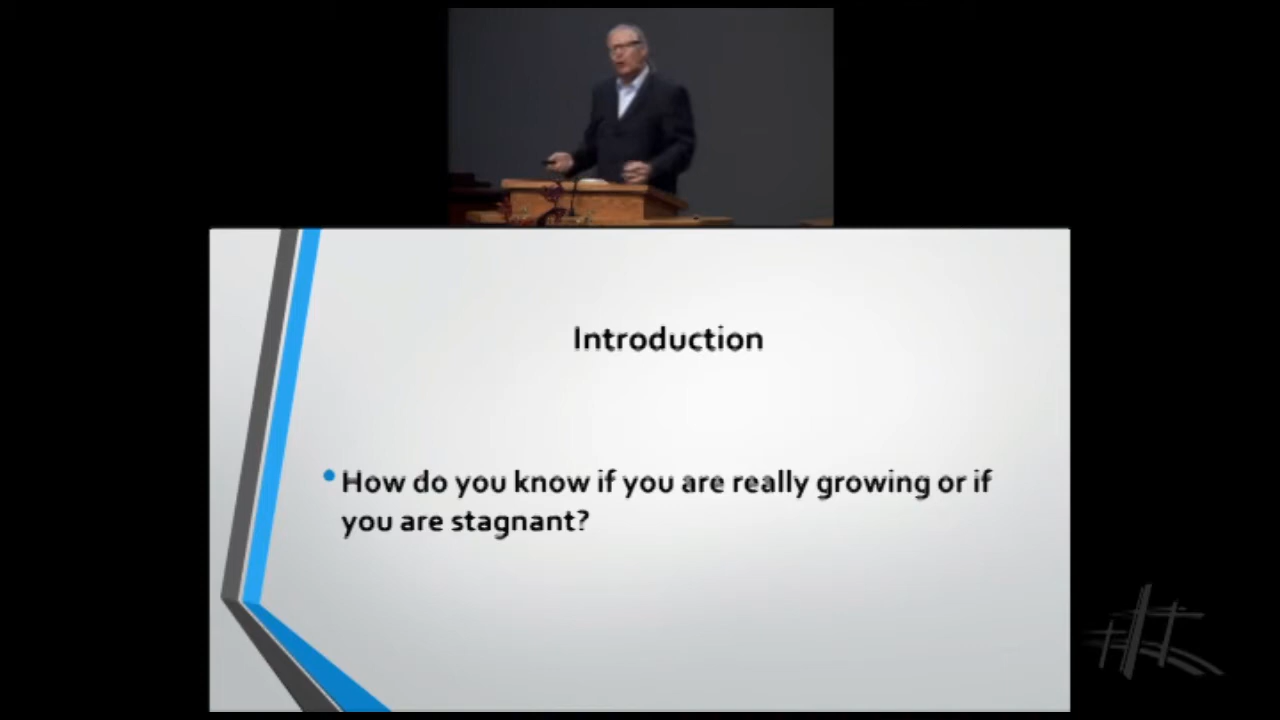 Introduction
How do you know if you are really growing or if
you are stagnant?